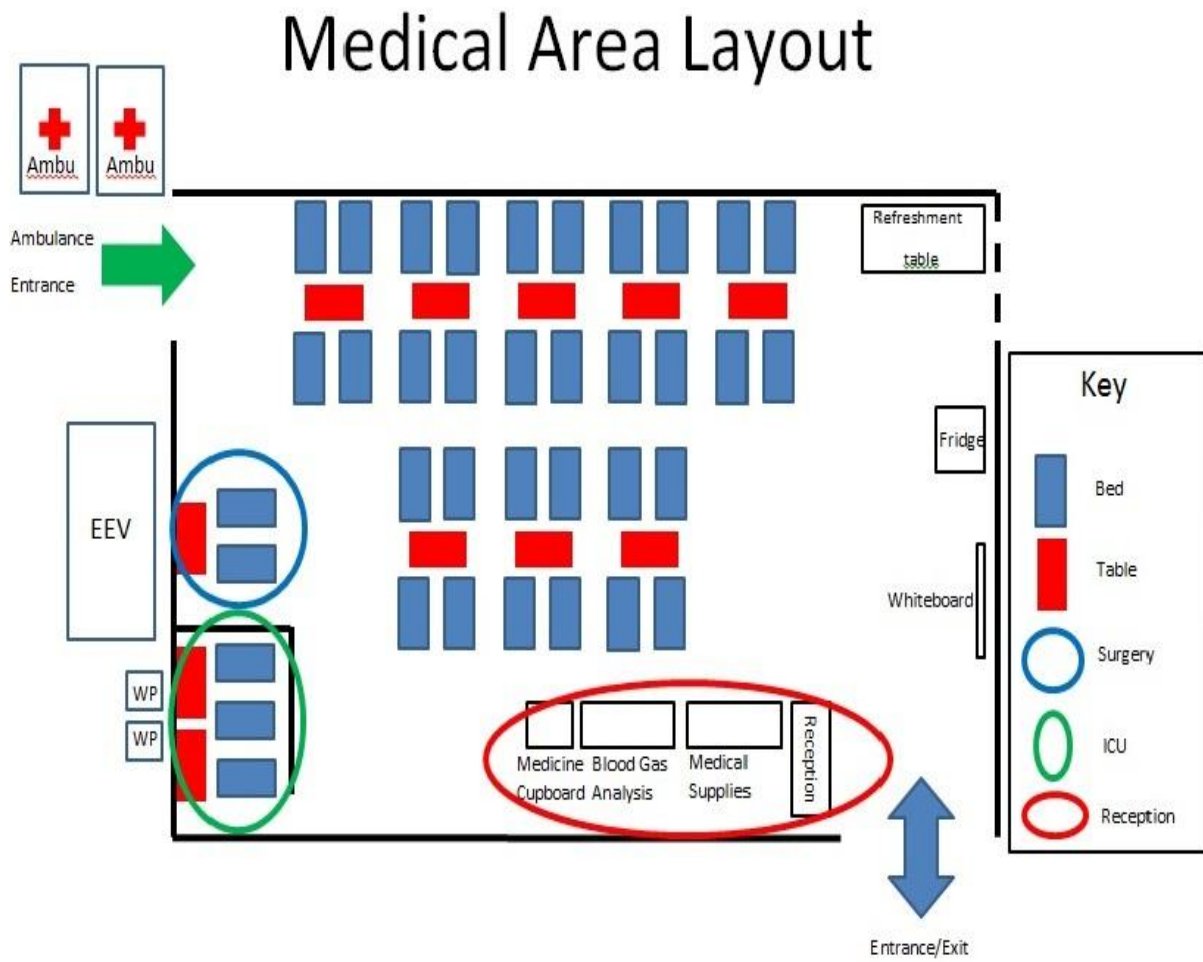 Medical Area Layout
Ambu
Ambu
Ambulance
Entrance
Refreshment
table
Key
Fridge
Bed
EEV
Table
Whiteboard
Surgery
WP
WP
ICU
Reception
Medicine
Cupboard
Blood Gas
Analysis
Medical
Supplies
Reception
Entrance/Exit